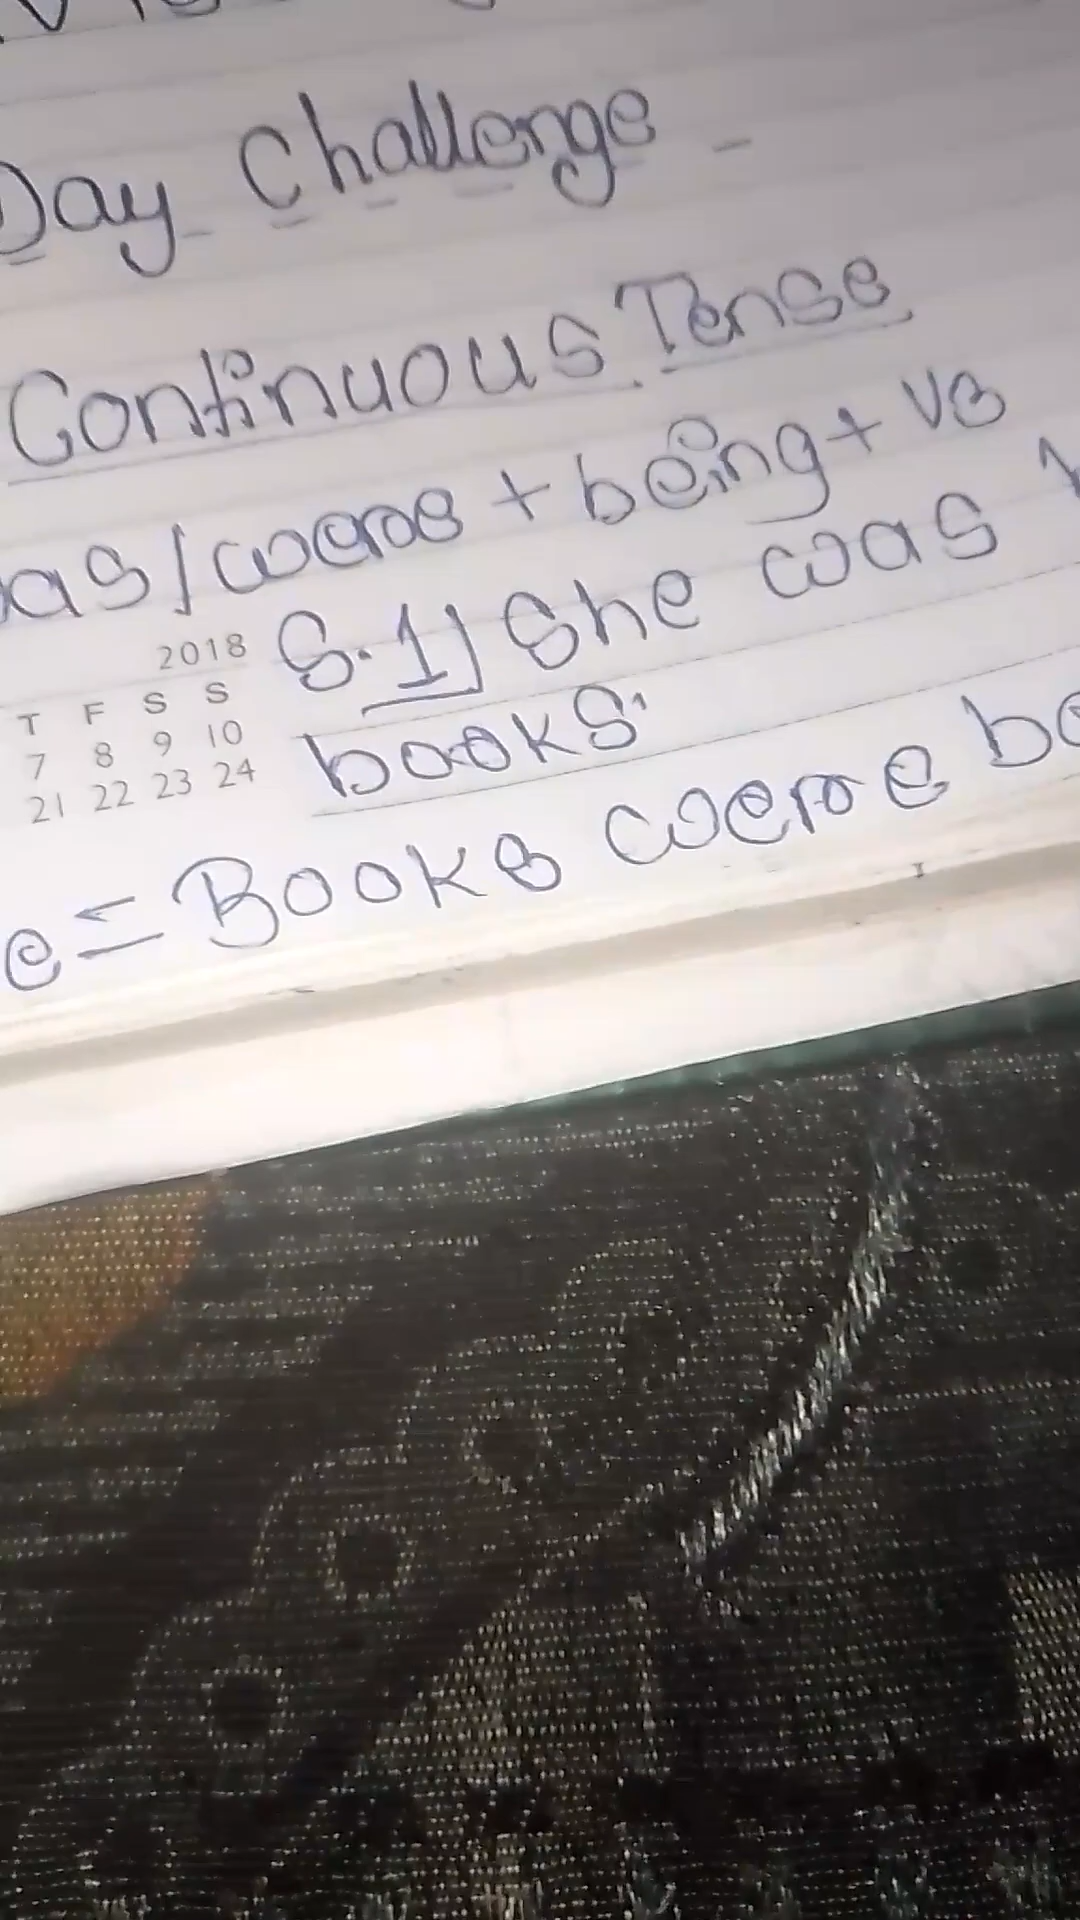 Day Challenge -
Continuous Tense
as/were + being + V3
2018
S.1) She was
T F S S
7 8 9 10
books.
21 22 23 24
e = Books were be